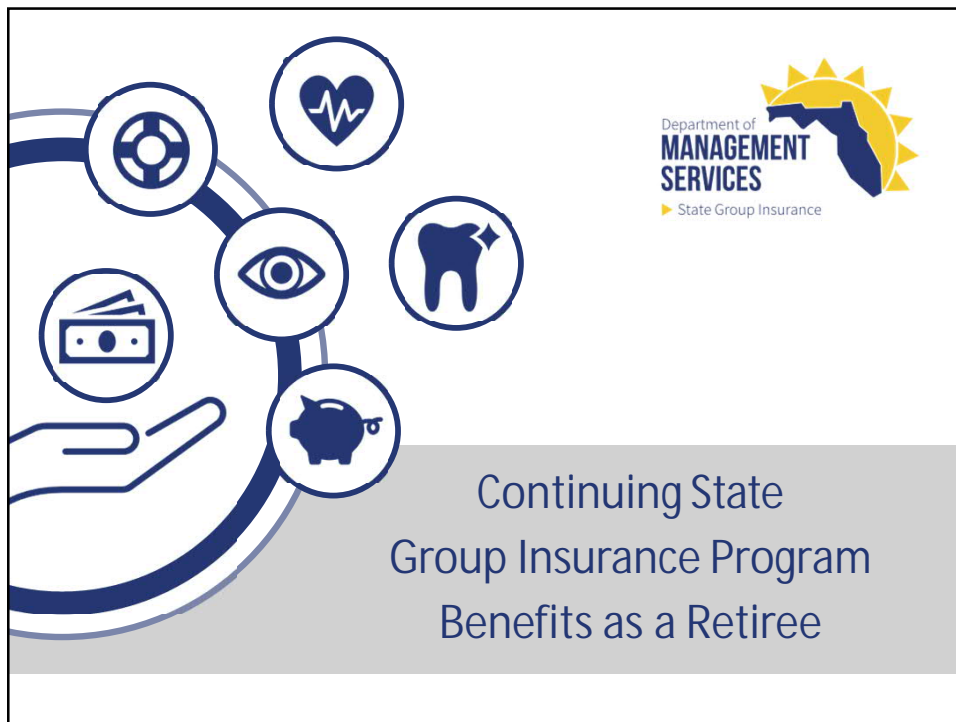 Department of
MANAGEMENT
SERVICES
State Group Insurance
Continuing State
Group Insurance Program
Benefits as a Retiree